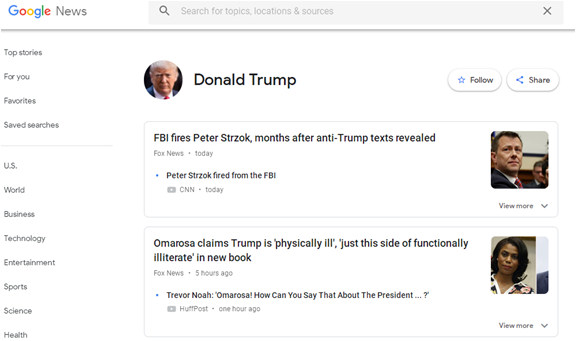 Google News
Search for topics, locations & sources
Top stories
For you
Favorites
Saved searches
U.S.
World
Business
Technology
Entertainment
Sports
Science
Health
Donald Trump
Follow
Share
FBI fires Peter Strzok, months after anti-Trump texts revealed
Fox News • today
Peter Strzok fired from the FBI
CNN • today
View more
Omarosa claims Trump is 'physically ill', 'just this side of functionally
illiterate' in new book
Fox News • 5 hours ago
Trevor Noah: 'Omarosa! How Can You Say That About The President ... ?'
HuffPost • one hour ago
View more